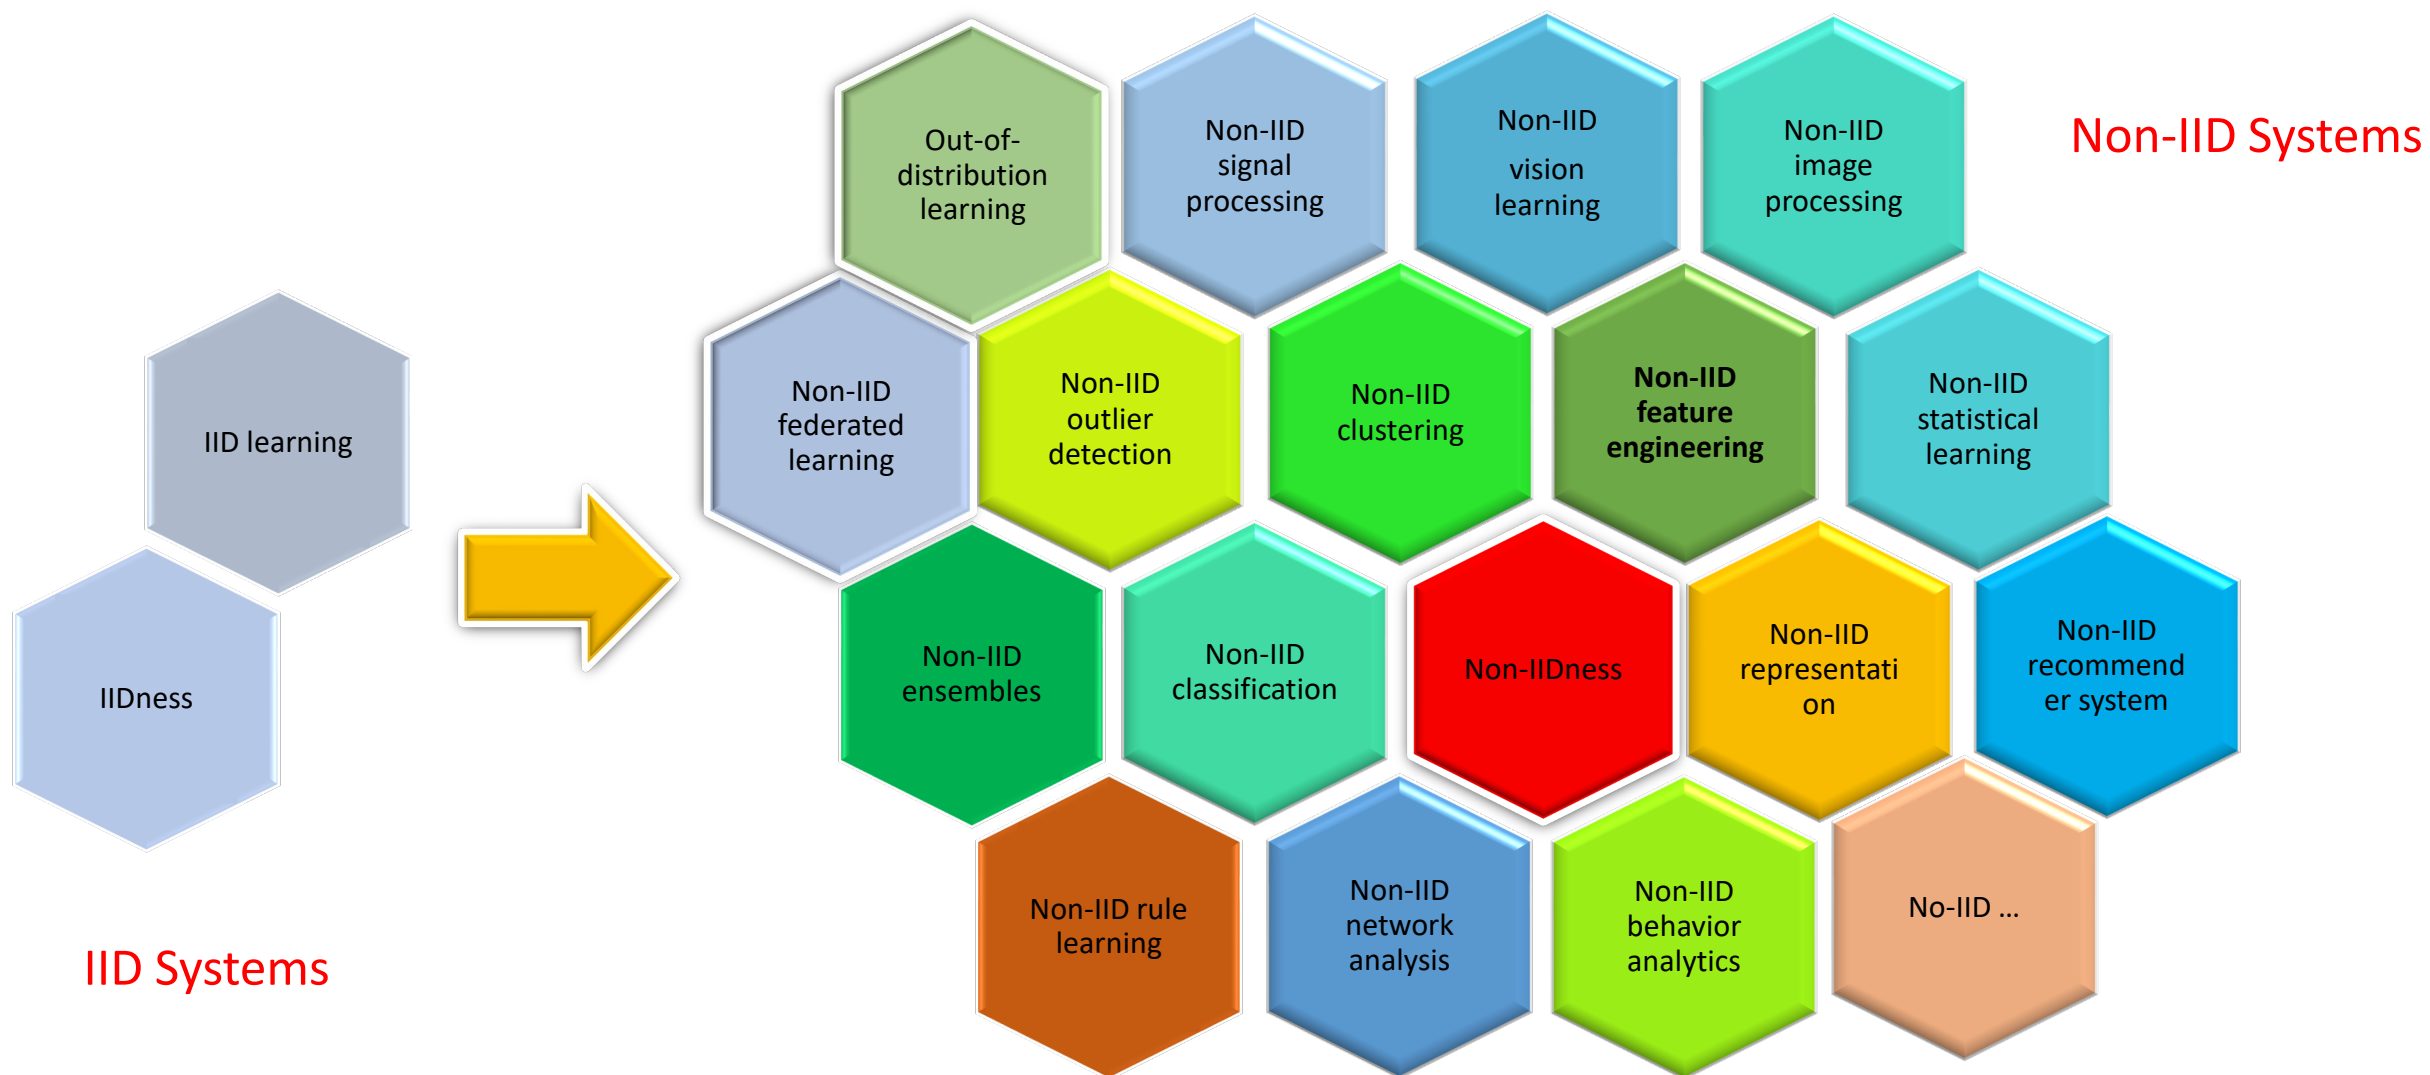 Out-of-
distribution
learning
Non-IID
signal
processing
Non-IID
vision
learning
Non-IID
image
processing
Non-IID Systems
IID learning
Non-IID
federated
learning
Non-IID
outlier
detection
Non-IID
clustering
Non-IID
feature
engineering
Non-IID
statistical
learning
IIDness
Non-IID
ensembles
Non-IID
classification
Non-IIDness
Non-IID
representati
on
Non-IID
recommend
er system
IID Systems
Non-IID rule
learning
Non-IID
network
analysis
Non-IID
behavior
analytics
No-IID ...